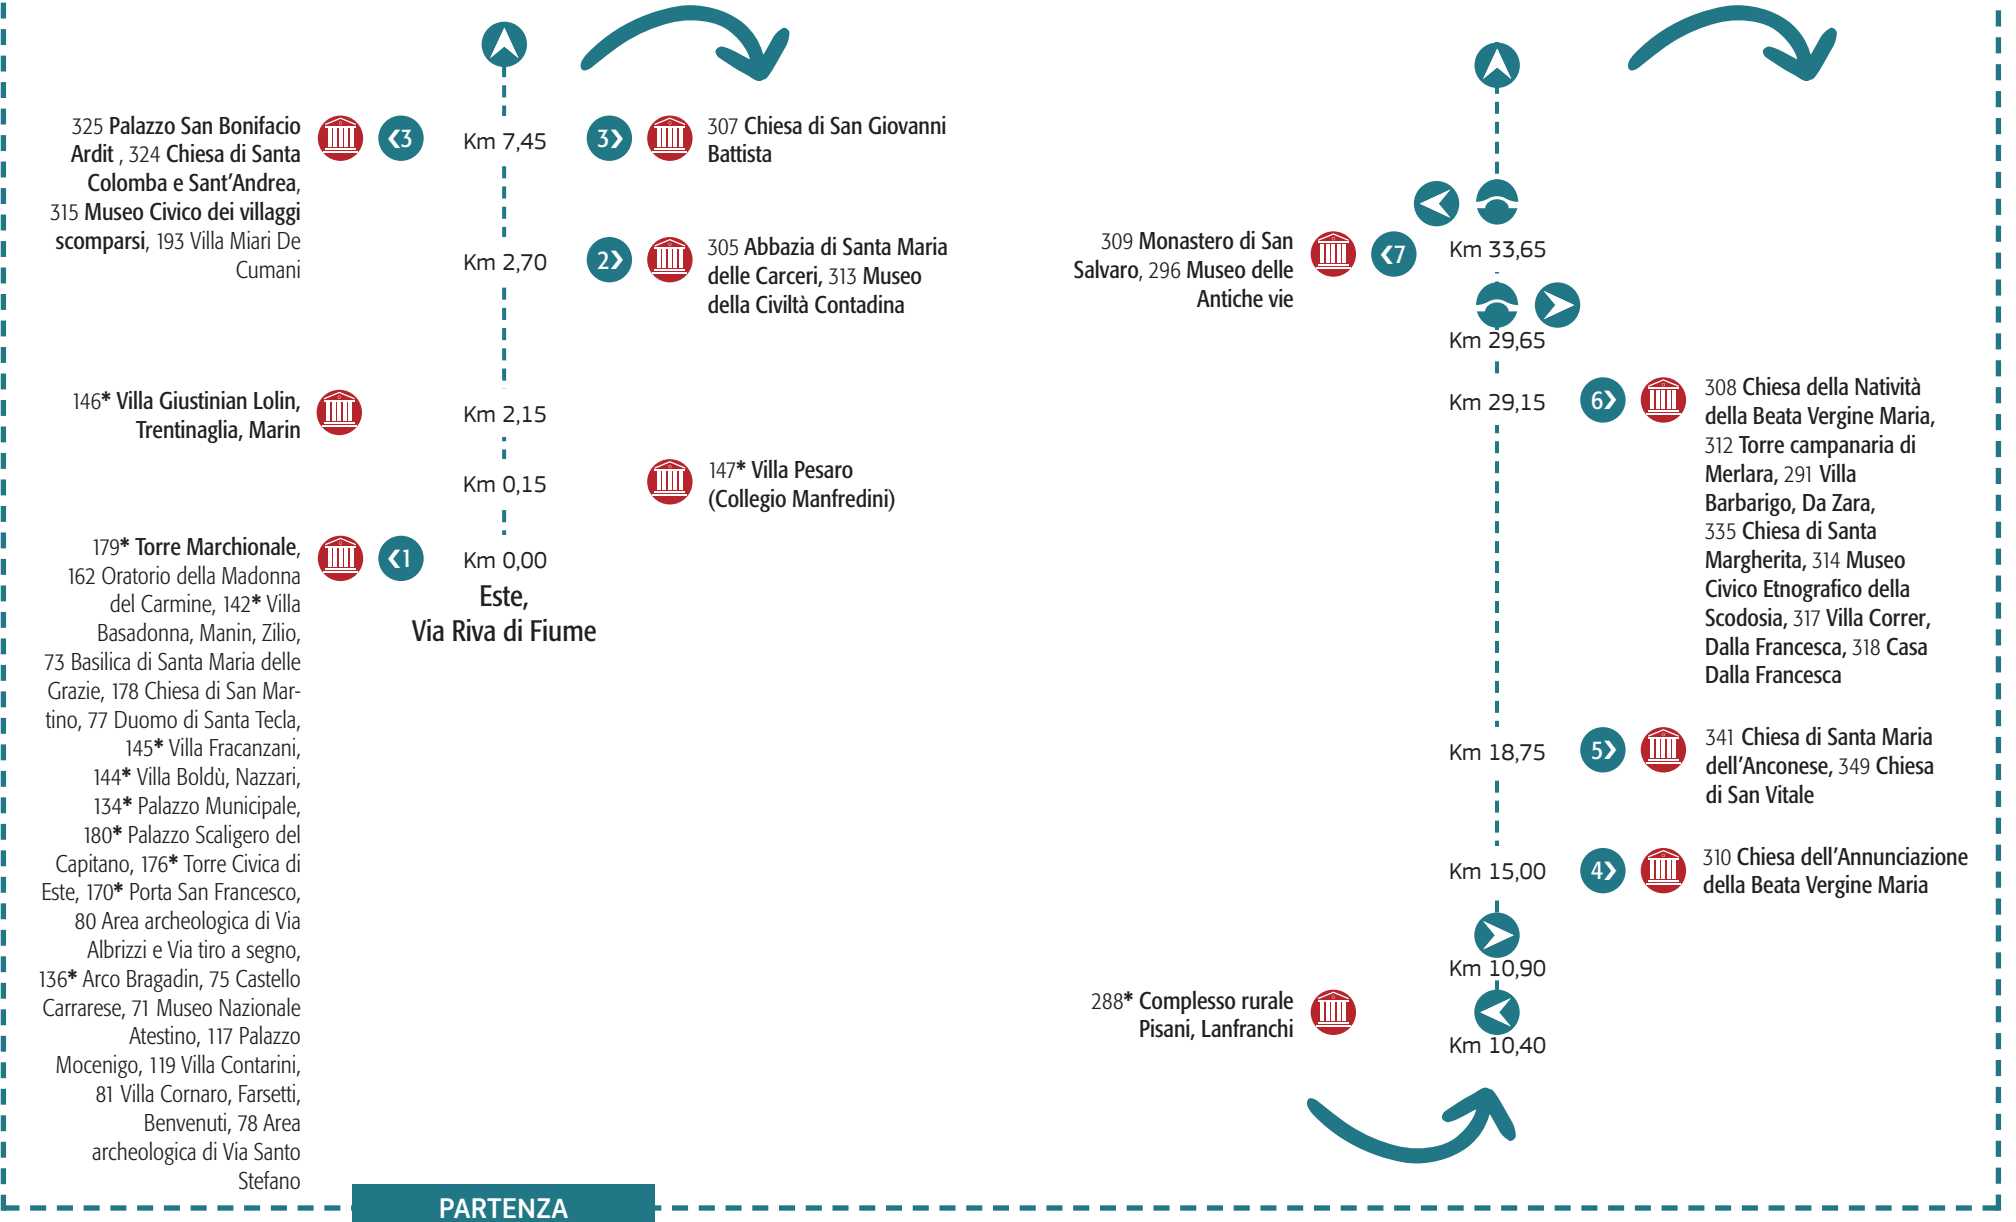 325 Palazzo San Bonifacio
Ardit , 324 Chiesa di Santa
Colomba e Sant'Andrea,
315 Museo Civico dei villaggi
scomparsi, 193 Villa Miari De
Cumani
3
Km 7,45
3
307 Chiesa di San Giovanni
Battista
Km 2,70
2
305 Abbazia di Santa Maria
delle Carceri, 313 Museo
della Civiltà Contadina
146* Villa Giustinian Lolin,
Trentinaglia, Marin
Km 2,15
Km 0,15
147* Villa Pesaro
(Collegio Manfredini)
179* Torre Marchionale,
162 Oratorio della Madonna
del Carmine, 142* Villa
Basadonna, Manin, Zilio,
73 Basilica di Santa Maria delle
Grazie, 178 Chiesa di San Mar-
tino, 77 Duomo di Santa Tecla,
145* Villa Fracanzani,
144* Villa Boldù, Nazzari,
134* Palazzo Municipale,
180* Palazzo Scaligero del
Capitano, 176* Torre Civica di
Este, 170* Porta San Francesco,
80 Area archeologica di Via
Albrizzi e Via tiro a segno,
136* Arco Bragadin, 75 Castello
Carrarese, 71 Museo Nazionale
Atestino, 117 Palazzo
Mocenigo, 119 Villa Contarini,
81 Villa Cornaro, Farsetti,
Benvenuti, 78 Area
archeologica di Via Santo
Stefano
1
Km 0,00
Este,
Via Riva di Fiume
PARTENZA
309 Monastero di San
Salvaro, 296 Museo delle
Antiche vie
7
Km 33,65
Km 29,65
Km 29,15
6
308 Chiesa della Natività
della Beata Vergine Maria,
312 Torre campanaria di
Merlara, 291 Villa
Barbarigo, Da Zara,
335 Chiesa di Santa
Margherita, 314 Museo
Civico Etnografico della
Scodosia, 317 Villa Correr,
Dalla Francesca, 318 Casa
Dalla Francesca
Km 18,75
5
341 Chiesa di Santa Maria
dell'Anconese, 349 Chiesa
di San Vitale
Km 15,00
4
310 Chiesa dell'Annunciazione
della Beata Vergine Maria
Km 10,90
288* Complesso rurale
Pisani, Lanfranchi
Km 10,40